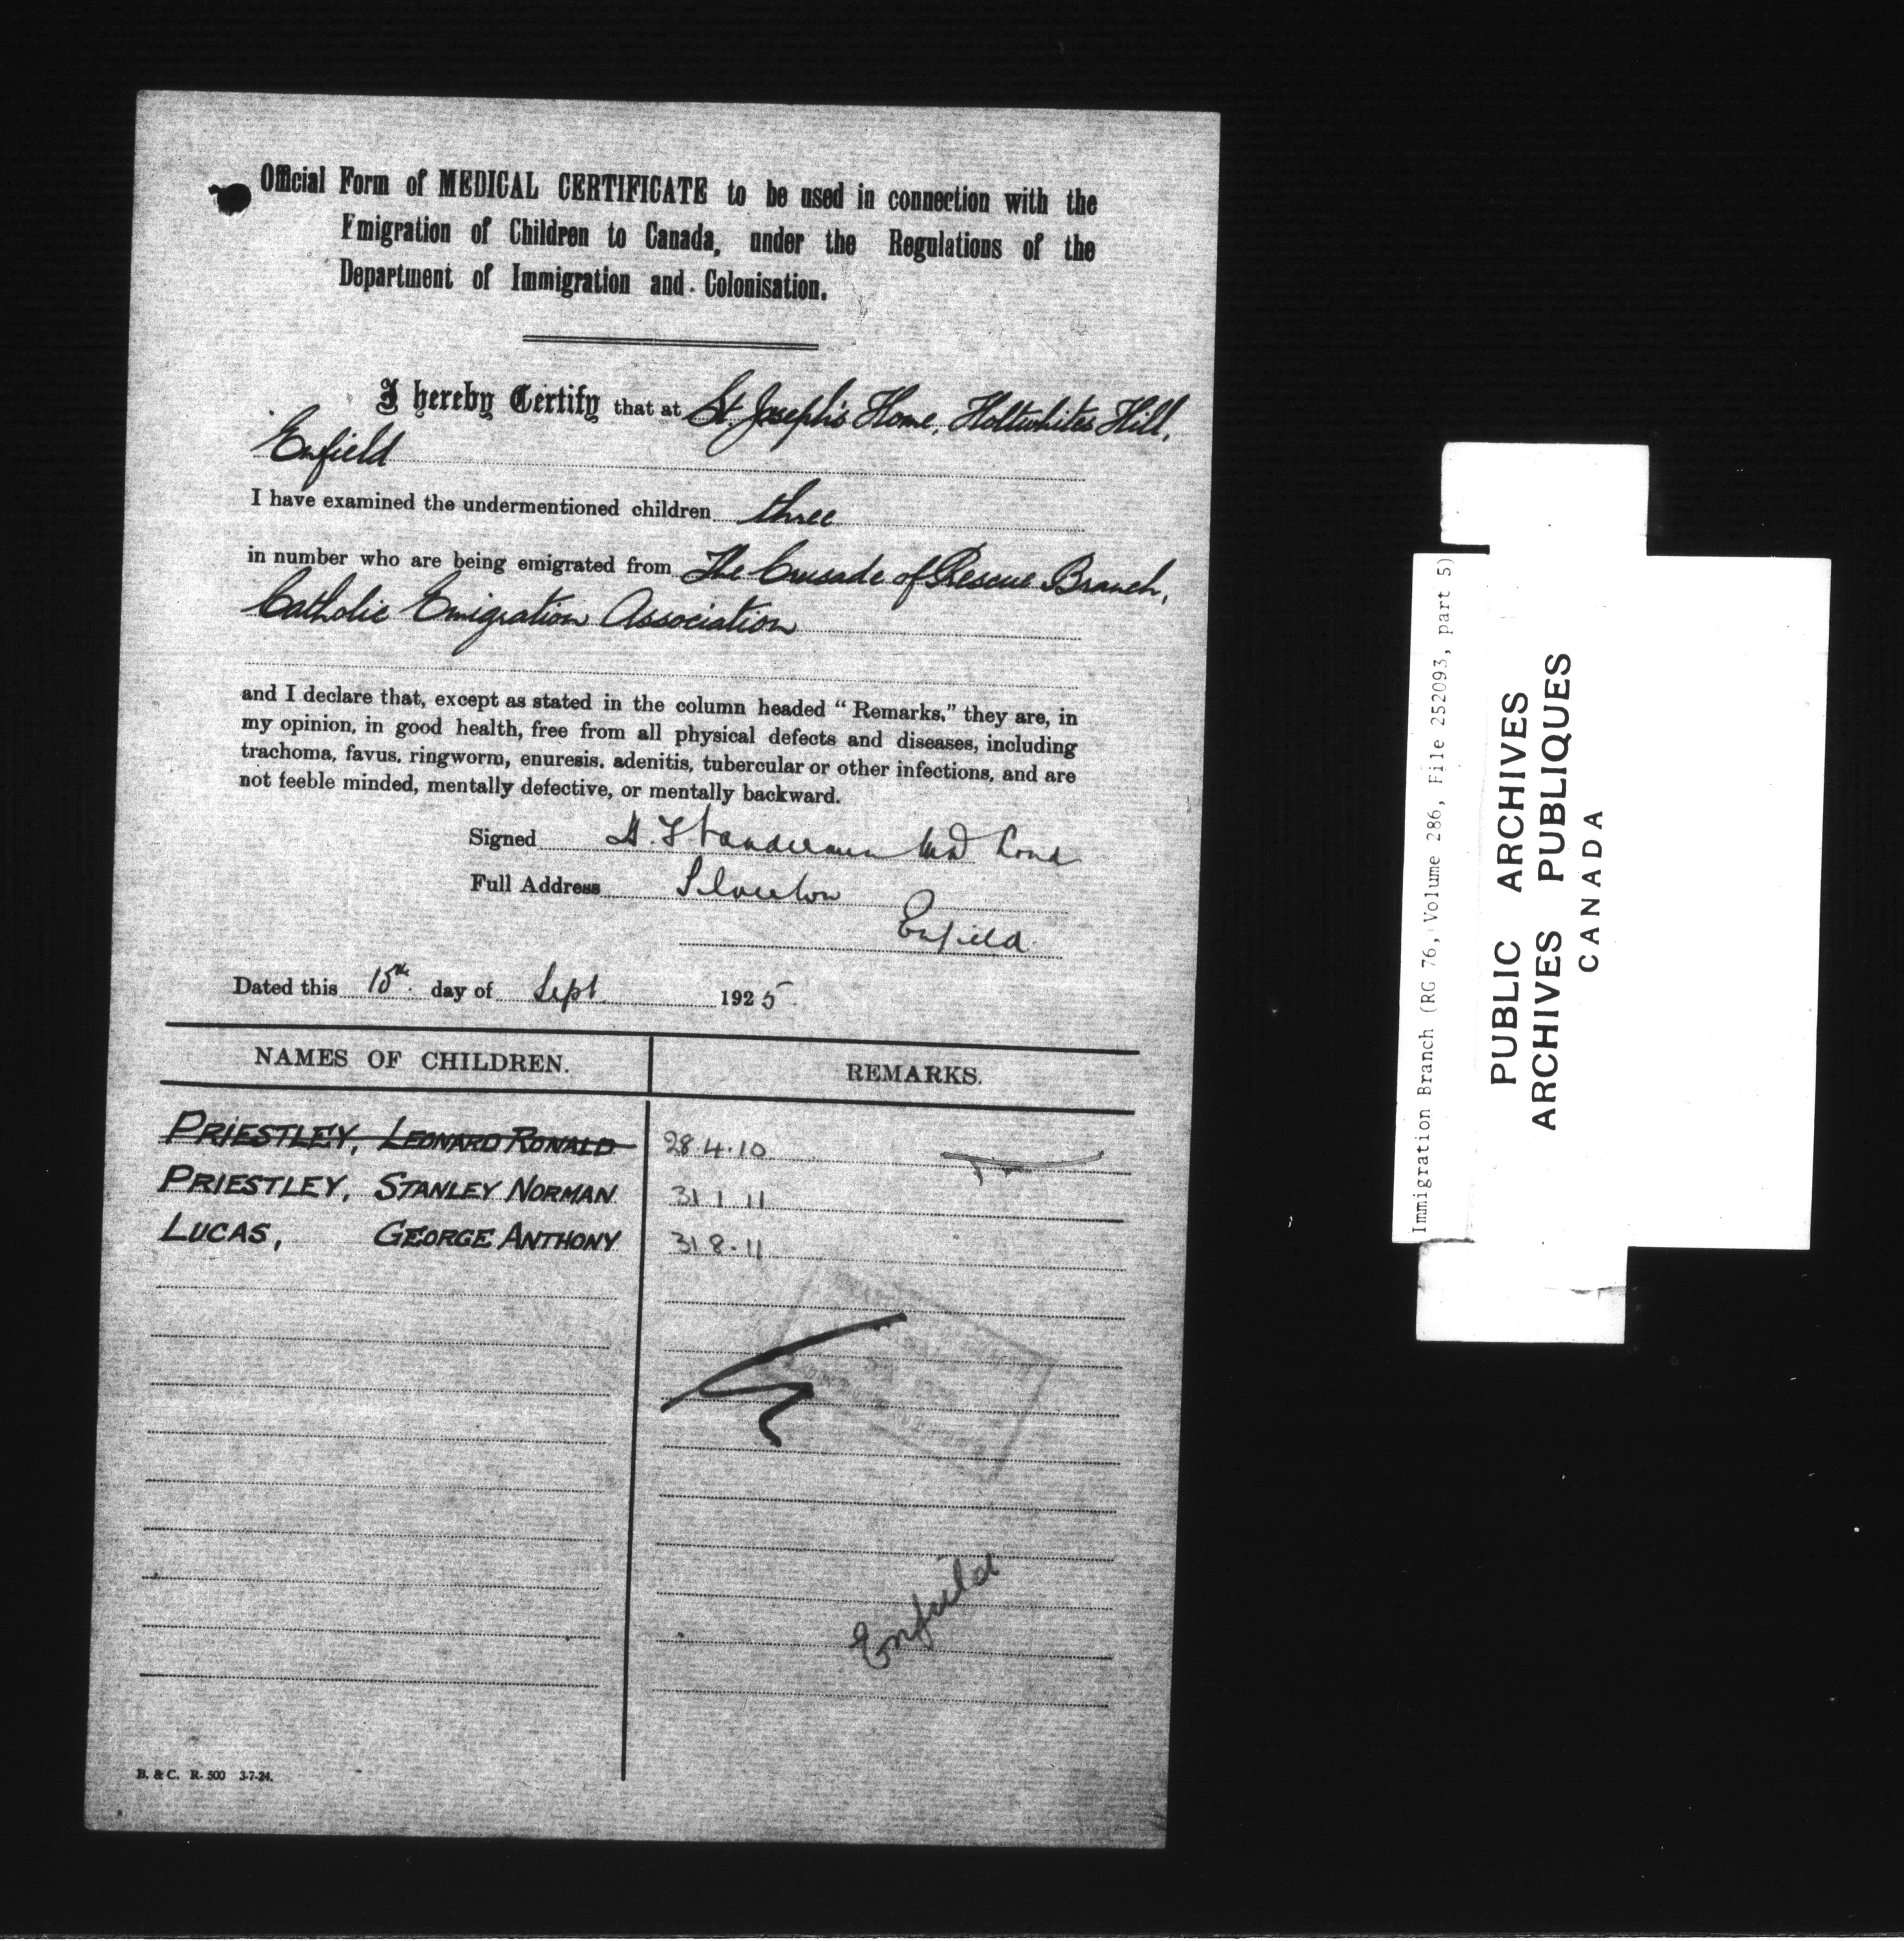 Official Form of MEDICAL CERTIFICATE to be used in connection with the
Emigration of Children to Canada, under the Regulations of the
Department of Immigration and Colonisation.
I hereby Certify that at St. Joseph's Home, Holtwhites Hill,
Enfield
I have examined the undermentioned children three
in number who are being emigrated from The Crusade of Rescue Branch,
Catholic Emigration Association
and I declare that, except as stated in the column headed "Remarks," they are, in
my opinion, in good health, free from all physical defects and diseases, including
trachoma, favus, ringworm, enuresis, adenitis, tubercular or other infections, and are
not feeble minded, mentally defective, or mentally backward.
Signed MD Lond
Full Address
Enfield.
Dated this 15th. day of Sept. 1925.
NAMES OF CHILDREN. REMARKS.
PRIESTLEY, LEONARD RONALD 28.4.10
PRIESTLEY, STANLEY NORMAN 31 1 11
LUCAS, GEORGE ANTHONY 31 8.11
Enfield
B. & C. R. 500 3-7-24.
Immigration Branch (RG 76, Volume 286, File 252093, part 5)
PUBLIC ARCHIVES
ARCHIVES PUBLIQUES
CANADA